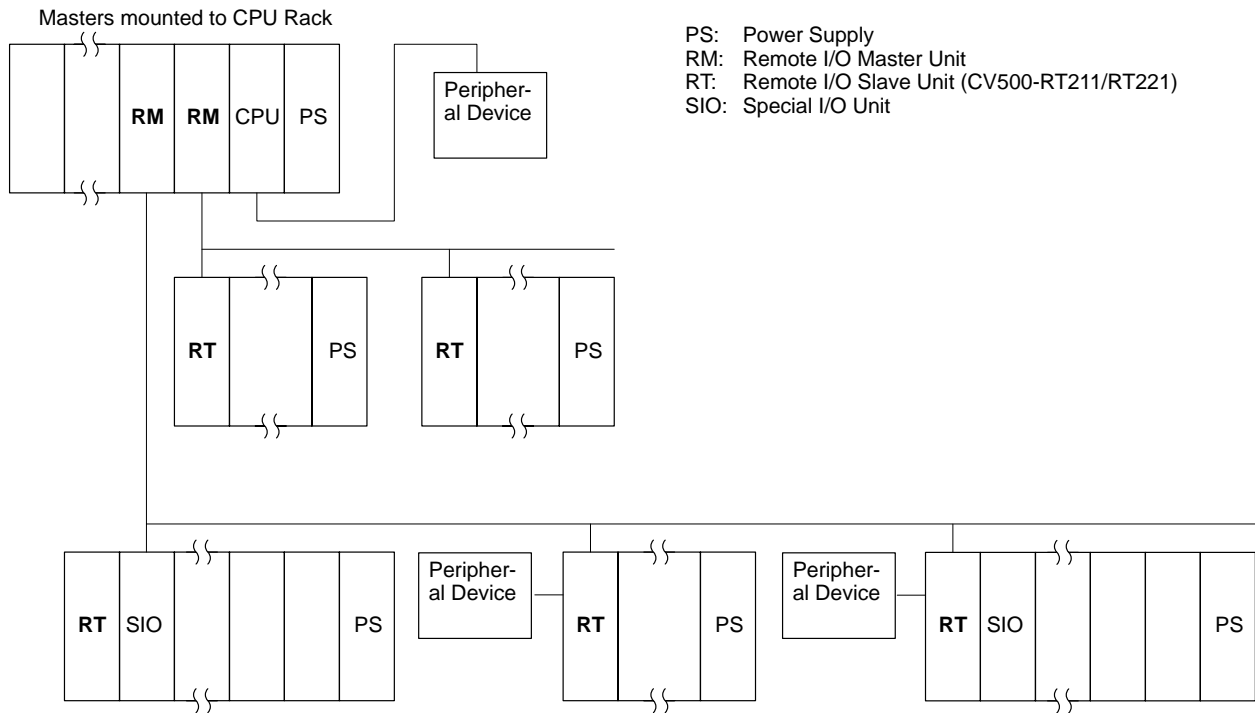 Masters mounted to CPU Rack
PS: Power Supply
RM: Remote I/O Master Unit
RT: Remote I/O Slave Unit (CV500-RT211/RT221)
SIO: Special I/O Unit
Peripher-
al Device
RM RM CPU PS
RT PS RT PS
Peripher-
al Device
Peripher-
al Device
RT SIO PS RT PS RT SIO PS